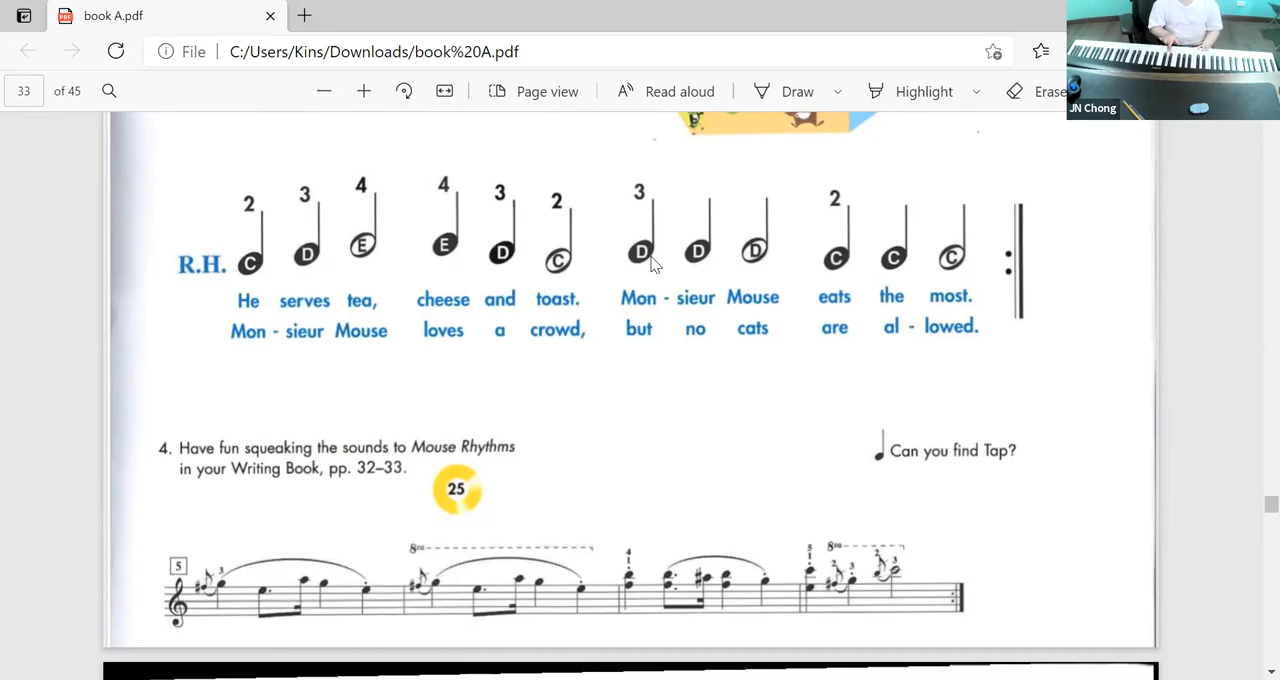 book A.pdf
File C:/Users/Kins/Downloads/book%20A.pdf
33 of 45 Page view Read aloud Draw Highlight Erase
JN Chong
2 3 4 4 3 2 3 2
R.H. C D E E D C D D D C C C
He serves tea, cheese and toast. Mon - sieur Mouse eats the most.
Mon - sieur Mouse loves a crowd, but no cats are al - lowed.
4. Have fun squeaking the sounds to Mouse Rhythms
in your Writing Book, pp. 32–33.
Can you find Tap?
25
5